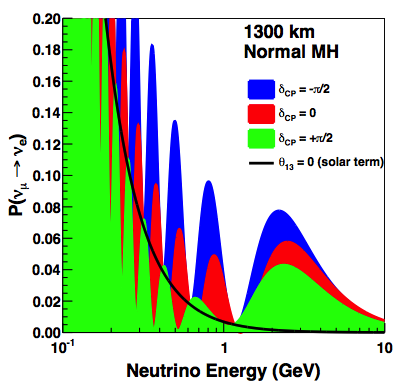 1300 km
Normal MH
δCP = -π/2
δCP = 0
δCP = +π/2
θ13 = 0 (solar term)
P(νμ → νe)
0.20
0.18
0.16
0.14
0.12
0.10
0.08
0.06
0.04
0.02
0.00
10-1
1
10
Neutrino Energy (GeV)